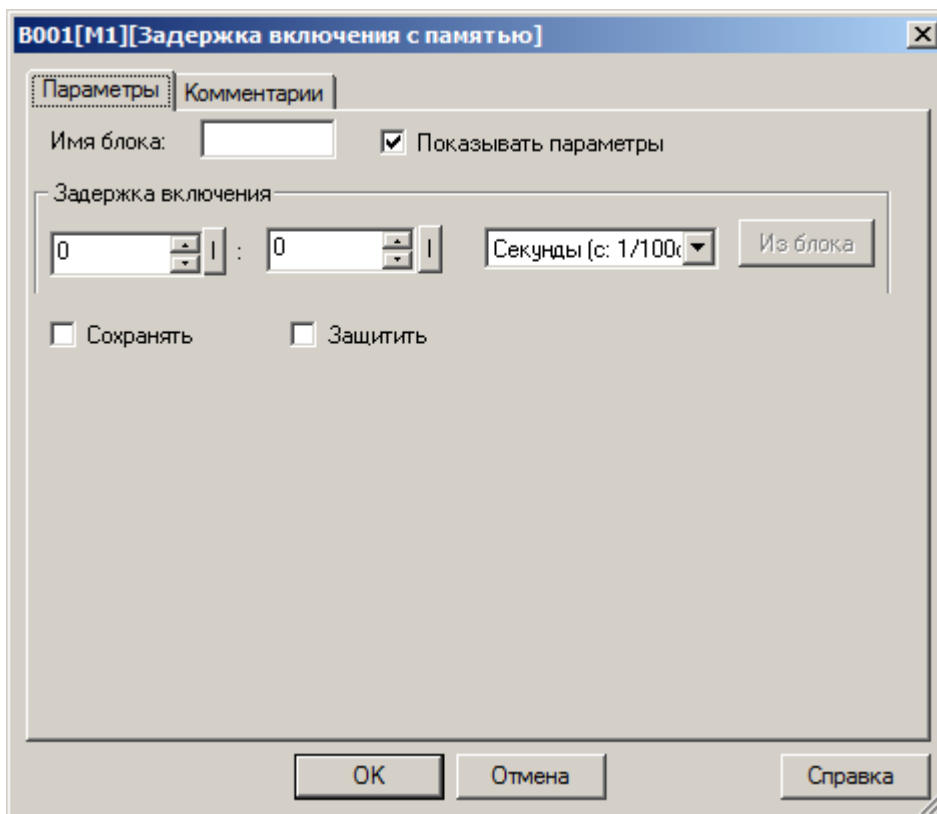 B001[M1][Задержка включения с памятью]
Параметры Комментарии
Имя блока: Показывать параметры
Задержка включения
0 : 0 Секунды (с: 1/100с Из блока
Сохранять Защитить
OK Отмена Справка